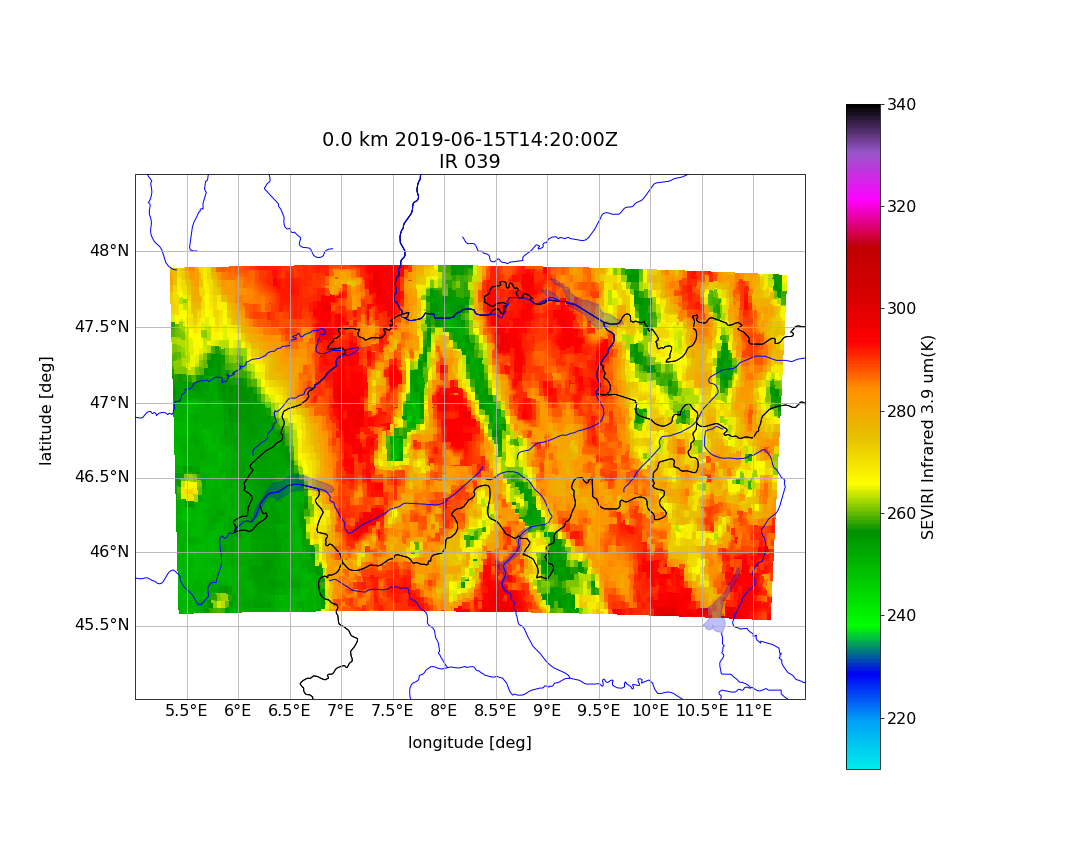 0.0 km 2019-06-15T14:20:00Z
IR 039
48°N
47.5°N
47°N
46.5°N
46°N
45.5°N
latitude [deg]
5.5°E 6°E 6.5°E 7°E 7.5°E 8°E 8.5°E 9°E 9.5°E 10°E 10.5°E 11°E
longitude [deg]
340
320
300
280
260
240
220
SEVIRI Infrared 3.9 um(K)